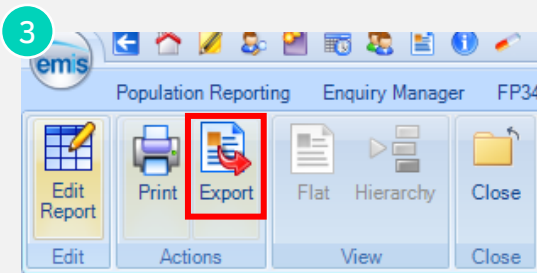 3
emis
Population Reporting Enquiry Manager FP34
Edit Report Print Export Flat Hierarchy Close
Edit Actions View Close